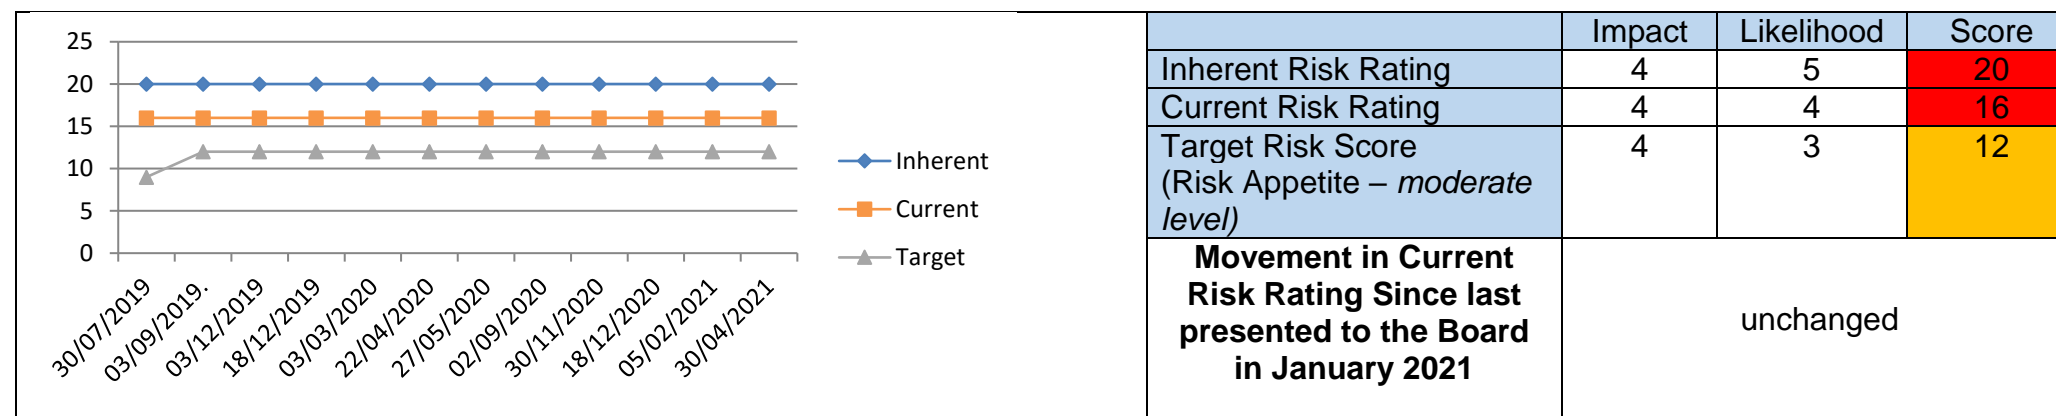 25
20
15
10
5
0
30/07/2019
03/09/2019.
03/12/2019
18/12/2019
03/03/2020
22/04/2020
27/05/2020
02/09/2020
30/11/2020
18/12/2020
05/02/2021
30/04/2021
Inherent
Current
Target
Impact Likelihood Score
Inherent Risk Rating 4 5 20
Current Risk Rating 4 4 16
Target Risk Score 4 3 12
(Risk Appetite – moderate
level)
Movement in Current
Risk Rating Since last
presented to the Board
in January 2021
unchanged